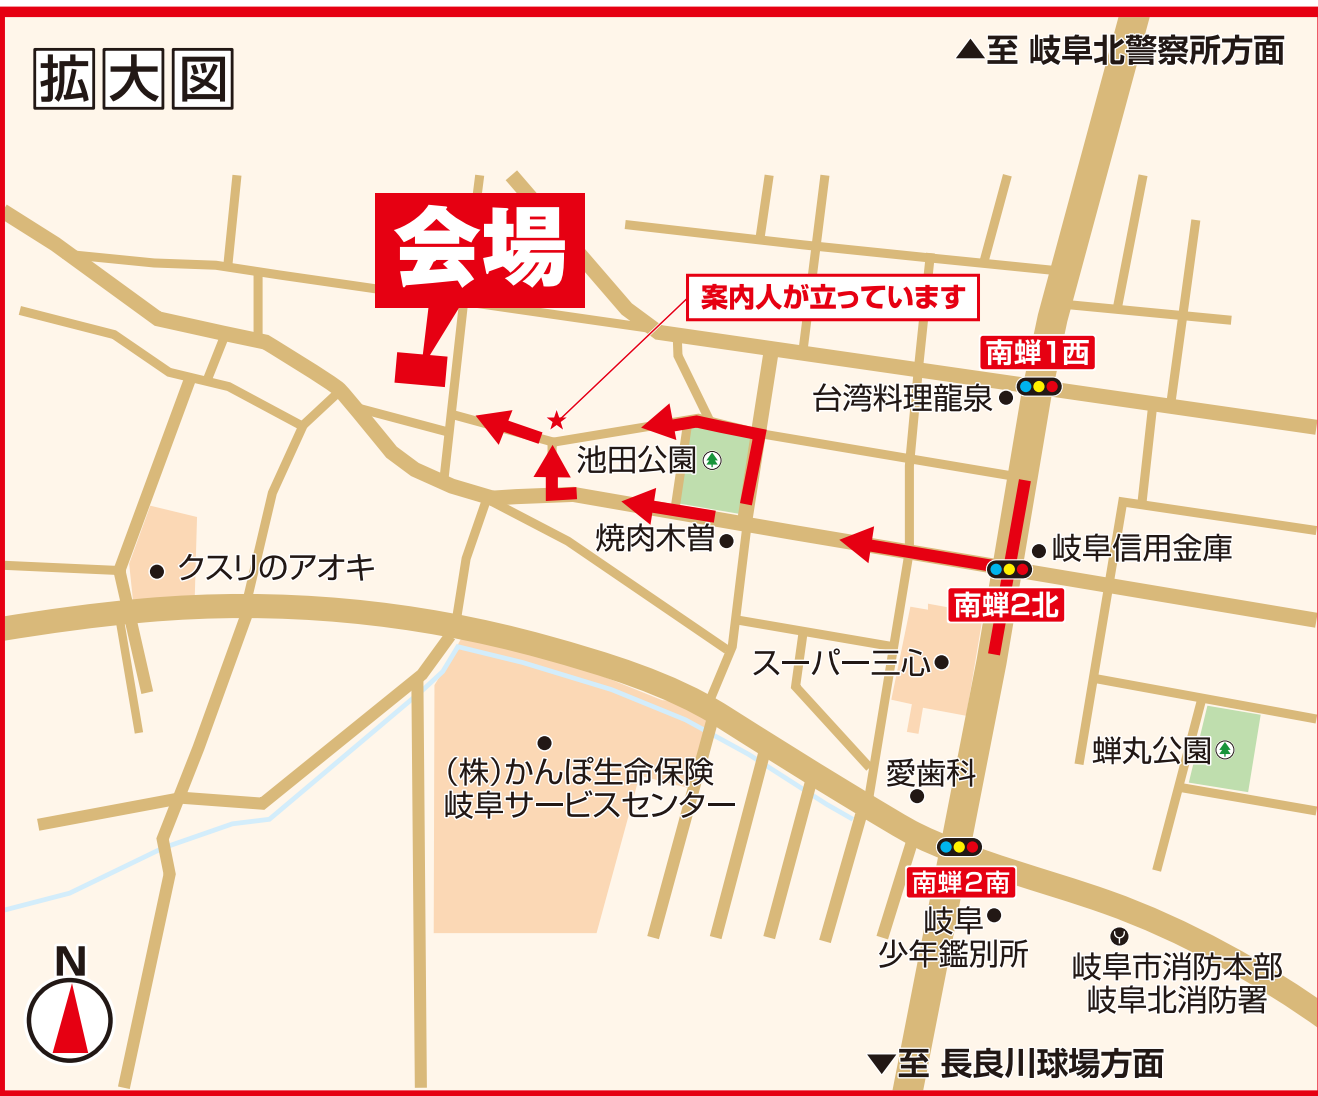 拡大図
▲至 岐阜北警察所方面
会場
案内人が立っています
南蝉1西
台湾料理龍泉
池田公園
焼肉木曽
岐阜信用金庫
クスリのアオキ
南蝉2北
スーパー三心
蝉丸公園
(株)かんぽ生命保険
岐阜サービスセンター
愛歯科
南蝉2南
岐阜
少年鑑別所
岐阜市消防本部
岐阜北消防署
N
▼至 長良川球場方面